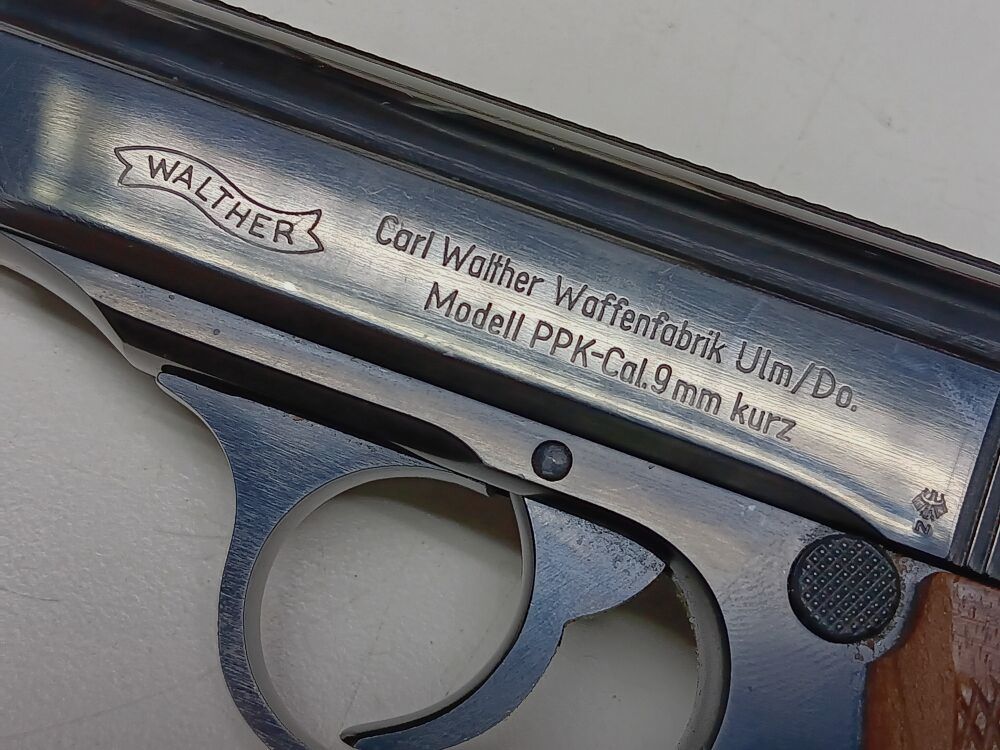 WALTHER
Carl Walther Waffenfabrik Ulm/Do.
Modell PPK-Cal.9mm kurz
N